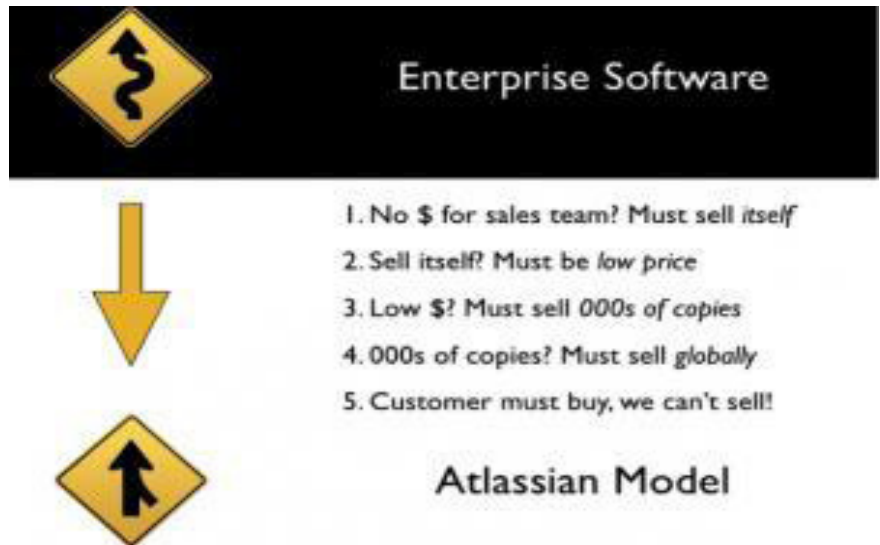 Enterprise Software
1. No $ for sales team? Must sell itself
2. Sell itself? Must be low price
3. Low $? Must sell 000s of copies
4. 000s of copies? Must sell globally
5. Customer must buy, we can't sell!
Atlassian Model